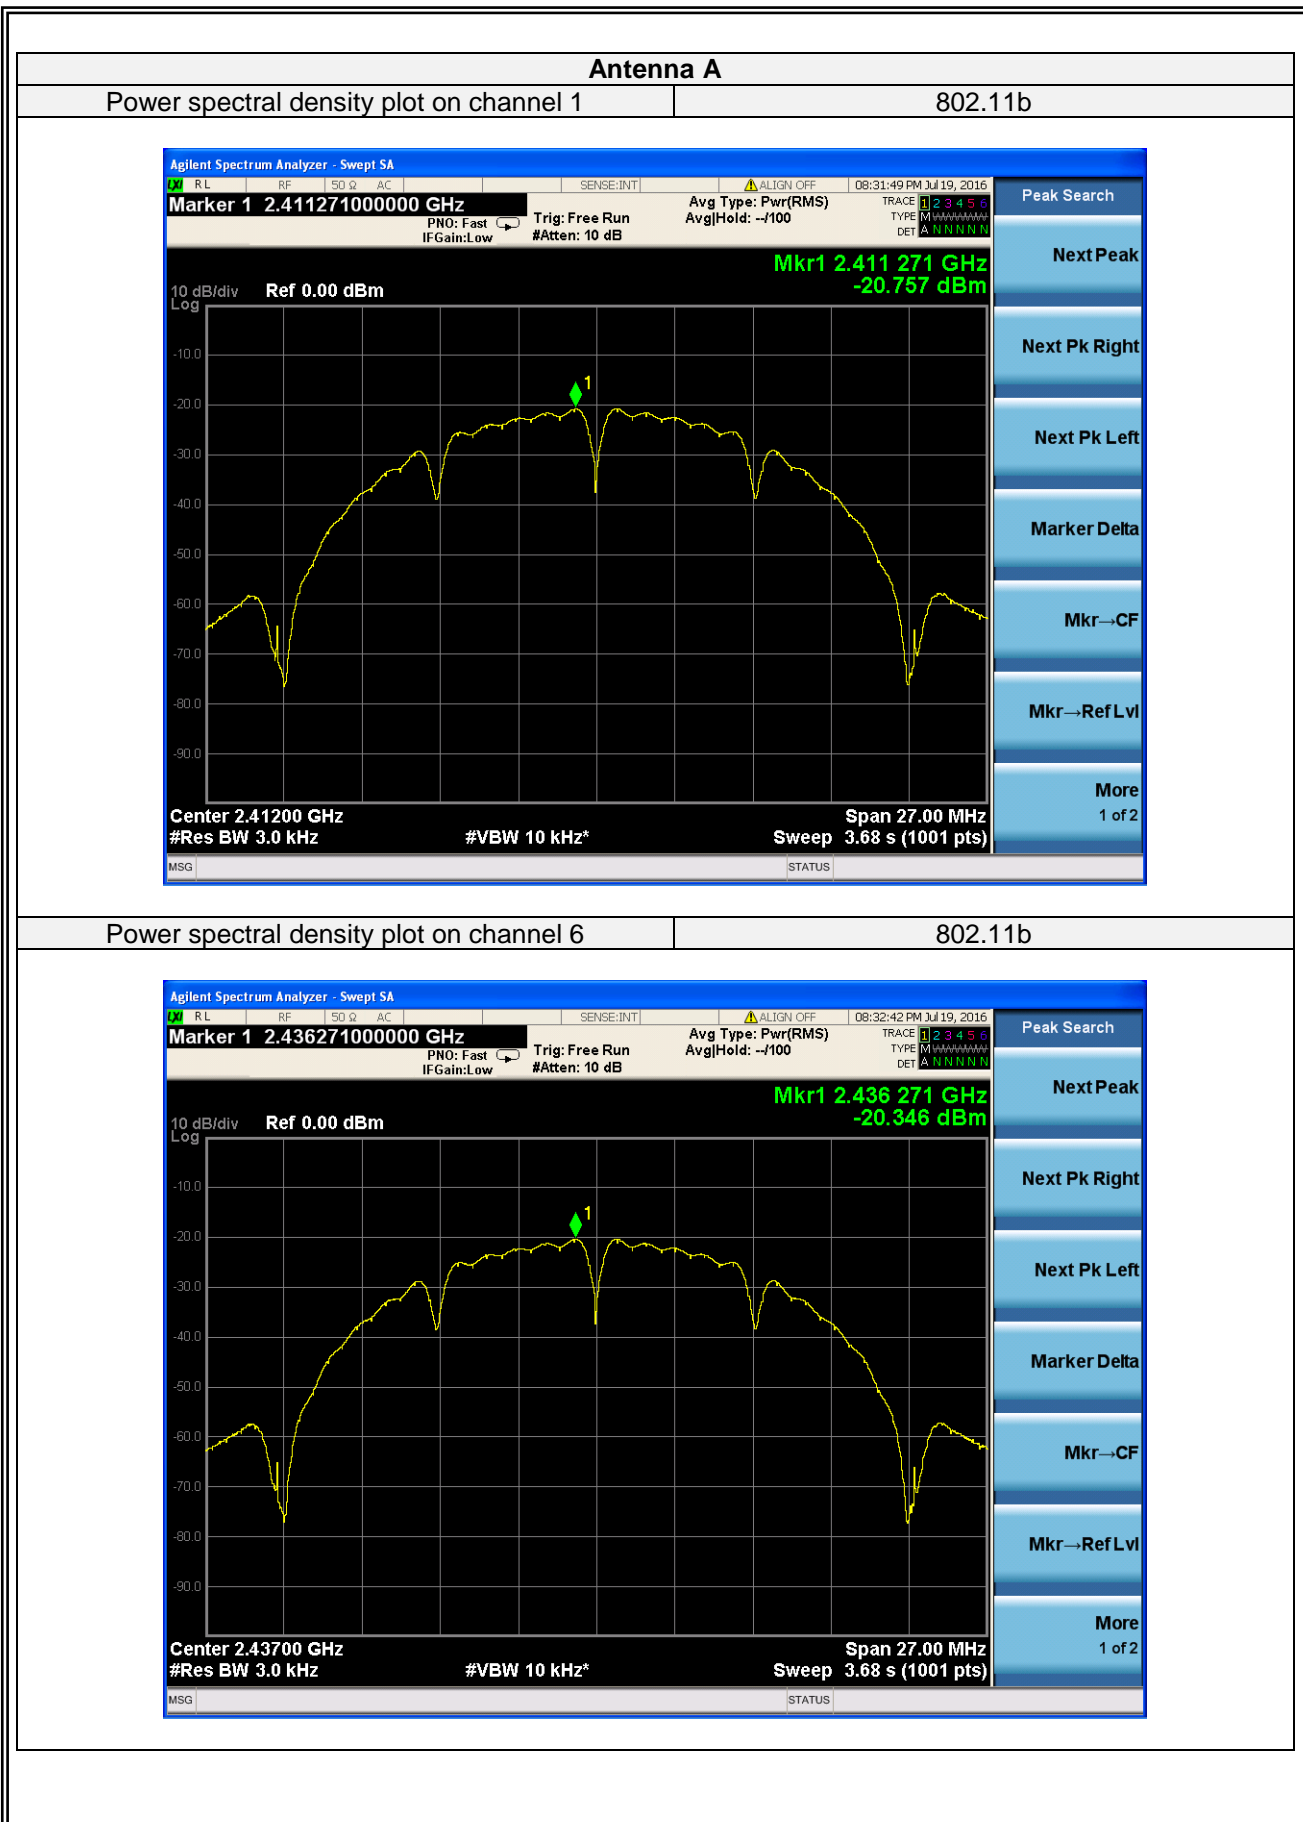 Antenna A
Power spectral density plot on channel 1 802.11b
Agilent Spectrum Analyzer - Swept SA
LXI RL RF 50 Ω AC SENSE:INT ALIGN OFF 08:31:49 PM Jul 19, 2016
Marker 1 2.411271000000 GHz Avg Type: Pwr(RMS) TRACE 1 2 3 4 5 6 Peak Search
PNO: Fast Trig: Free Run Avg|Hold: --/100 TYPE M WWWWW
IFGain:Low #Atten: 10 dB DET A N N N N N
Next Peak
Mkr1 2.411 271 GHz
10 dB/div Ref 0.00 dBm -20.757 dBm
Log
Next Pk Right
-10.0
1
-20.0
Next Pk Left
-30.0
-40.0
Marker Delta
-50.0
-60.0
Mkr→CF
-70.0
-80.0
Mkr→Ref Lvl
-90.0
More
Center 2.41200 GHz Span 27.00 MHz 1 of 2
#Res BW 3.0 kHz #VBW 10 kHz* Sweep 3.68 s (1001 pts)
MSG STATUS
Power spectral density plot on channel 6 802.11b
Agilent Spectrum Analyzer - Swept SA
LXI RL RF 50 Ω AC SENSE:INT ALIGN OFF 08:32:42 PM Jul 19, 2016
Marker 1 2.436271000000 GHz Avg Type: Pwr(RMS) TRACE 1 2 3 4 5 6 Peak Search
PNO: Fast Trig: Free Run Avg|Hold: --/100 TYPE M WWWWW
IFGain:Low #Atten: 10 dB DET A N N N N N
Next Peak
Mkr1 2.436 271 GHz
10 dB/div Ref 0.00 dBm -20.346 dBm
Log
Next Pk Right
-10.0
1
-20.0
Next Pk Left
-30.0
-40.0
Marker Delta
-50.0
-60.0
Mkr→CF
-70.0
-80.0
Mkr→Ref Lvl
-90.0
More
Center 2.43700 GHz Span 27.00 MHz 1 of 2
#Res BW 3.0 kHz #VBW 10 kHz* Sweep 3.68 s (1001 pts)
MSG STATUS